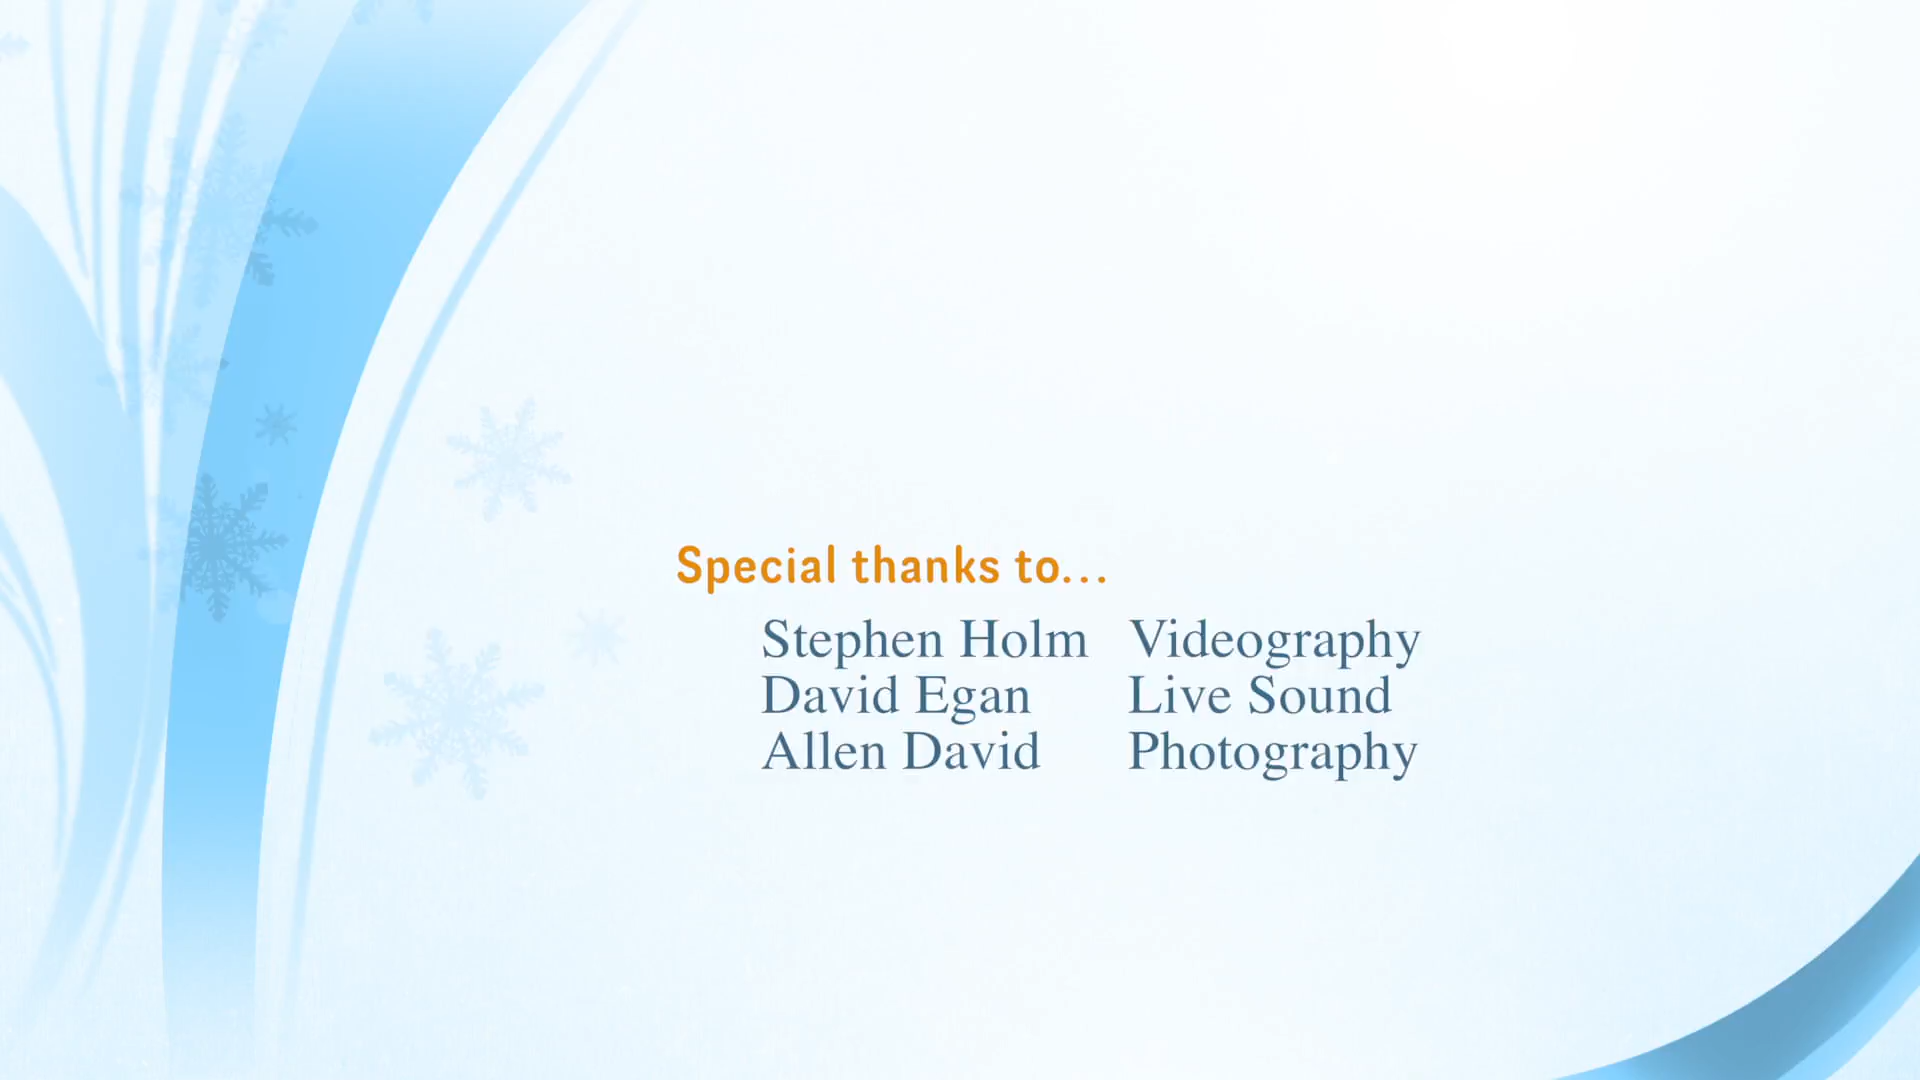 Special thanks to...
Stephen Holm Videography
David Egan Live Sound
Allen David Photography